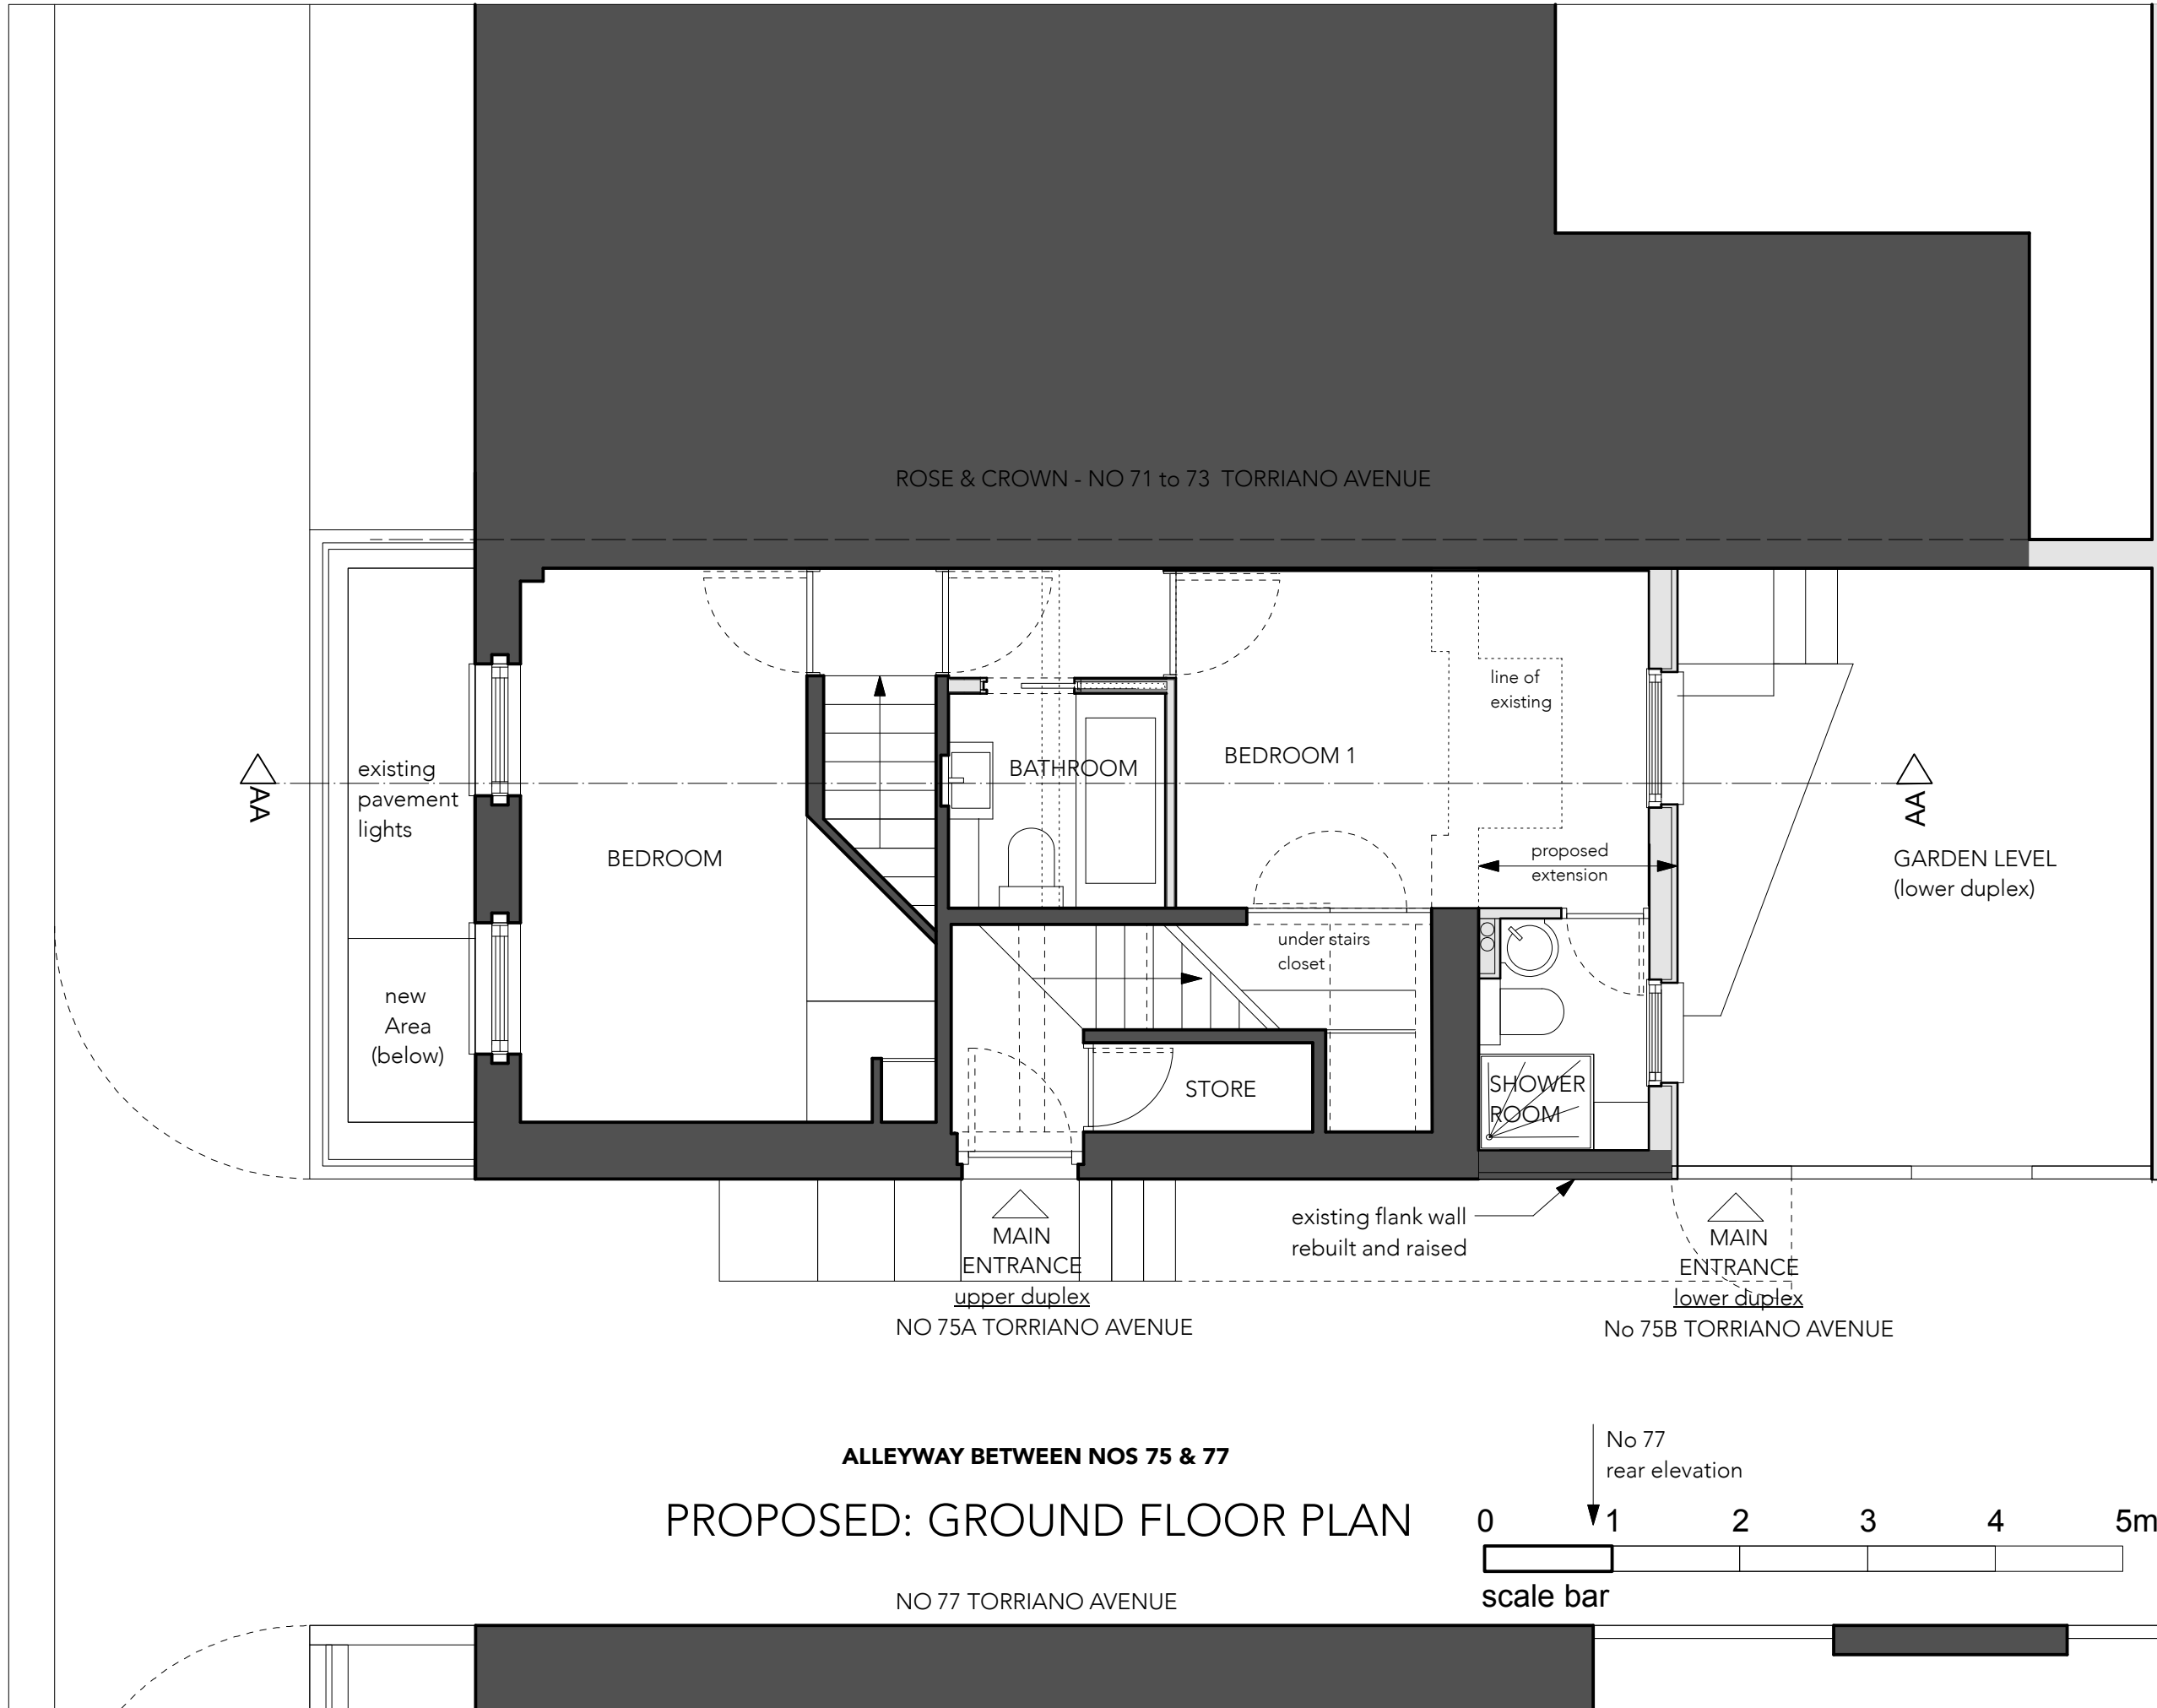 ROSE & CROWN - NO 71 to 73 TORRIANO AVENUE
line of
existing
existing
pavement
lights
AA
BEDROOM
BATHROOM
BEDROOM 1
AA
proposed
extension
GARDEN LEVEL
(lower duplex)
under stairs
closet
new
Area
(below)
STORE
SHOWER
ROOM
MAIN
ENTRANCE
upper duplex
NO 75A TORRIANO AVENUE
existing flank wall
rebuilt and raised
MAIN
ENTRANCE
lower duplex
No 75B TORRIANO AVENUE
ALLEYWAY BETWEEN NOS 75 & 77
No 77
rear elevation
PROPOSED: GROUND FLOOR PLAN
0 1 2 3 4 5m
scale bar
NO 77 TORRIANO AVENUE